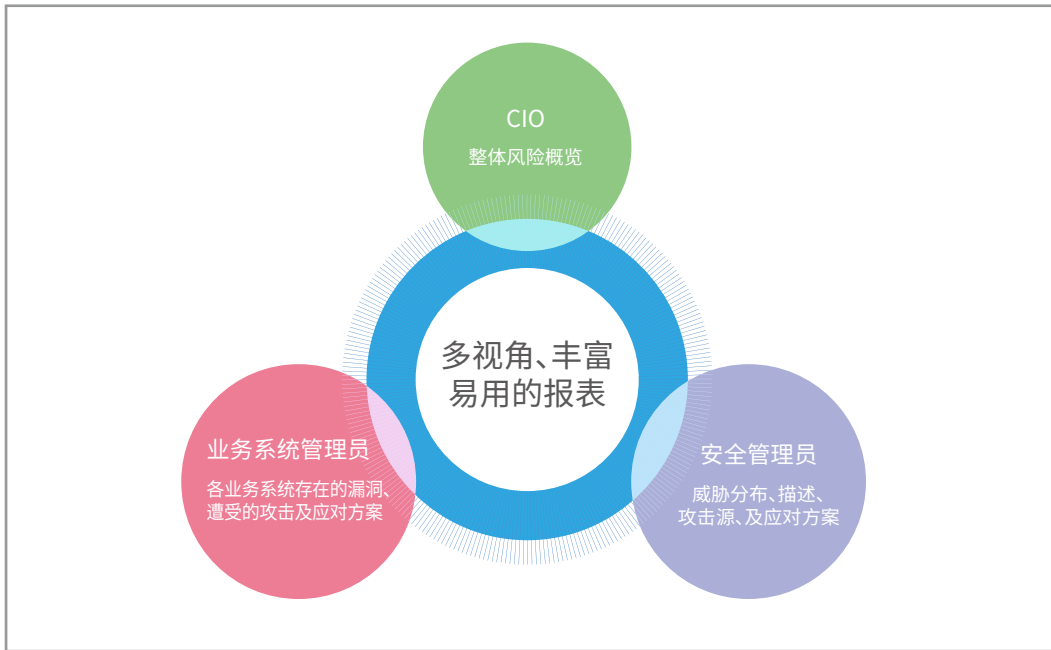 CIO
整体风险概览
多视角、丰富
易用的报表
业务系统管理员
各业务系统存在的漏洞、
遭受的攻击及应对方案
安全管理员
威胁分布、描述、
攻击源、及应对方案